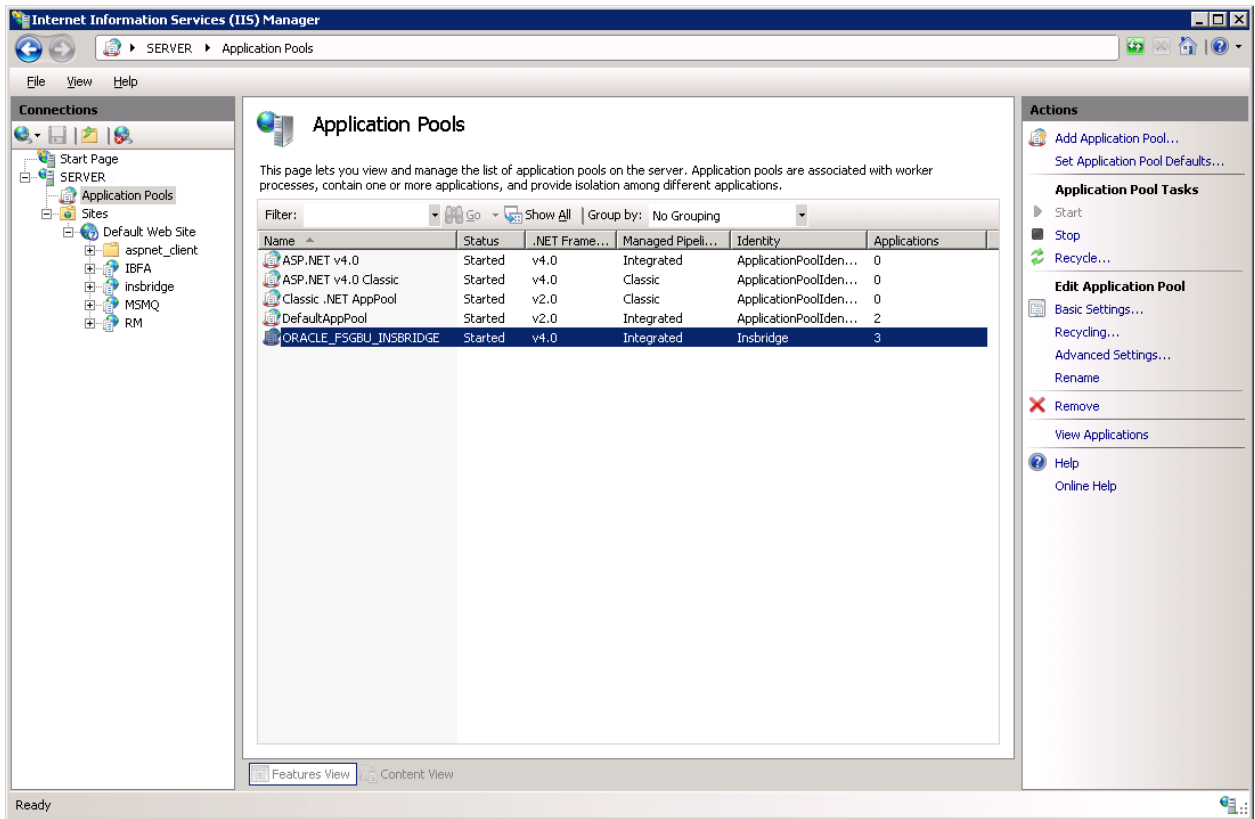 Internet Information Services (IIS) Manager
SERVER Application Pools
File View Help
Connections
Start Page
SERVER
Application Pools
Sites
Default Web Site
aspnet_client
IBFA
insbridge
MSMQ
RM
Application Pools
This page lets you view and manage the list of application pools on the server. Application pools are associated with worker
processes, contain one or more applications, and provide isolation among different applications.
Filter: Go Show All Group by: No Grouping
Name Status .NET Frame... Managed Pipeli... Identity Applications
ASP.NET v4.0 Started v4.0 Integrated ApplicationPoolIden... 0
ASP.NET v4.0 Classic Started v4.0 Classic ApplicationPoolIden... 0
Classic .NET AppPool Started v2.0 Classic ApplicationPoolIden... 0
DefaultAppPool Started v2.0 Integrated ApplicationPoolIden... 2
ORACLE_FSGBU_INSBRIDGE Started v4.0 Integrated Insbridge 3
Features View Content View
Actions
Add Application Pool...
Set Application Pool Defaults...
Application Pool Tasks
Start
Stop
Recycle...
Edit Application Pool
Basic Settings...
Recycling...
Advanced Settings...
Rename
Remove
View Applications
Help
Online Help
Ready